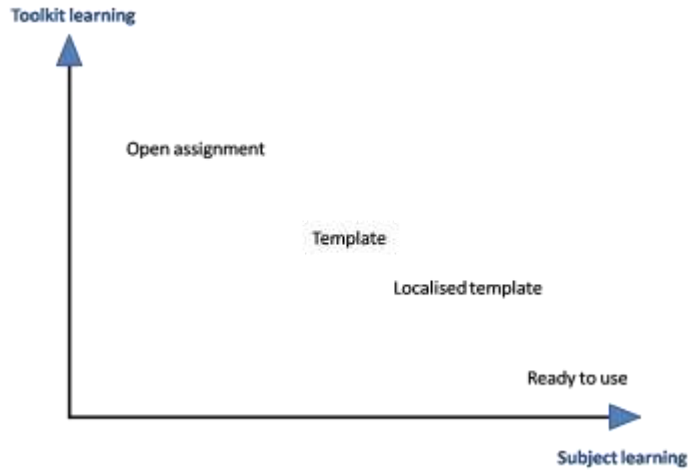 Toolkit learning
Open assignment
Template
Localised template
Ready to use
Subject learning